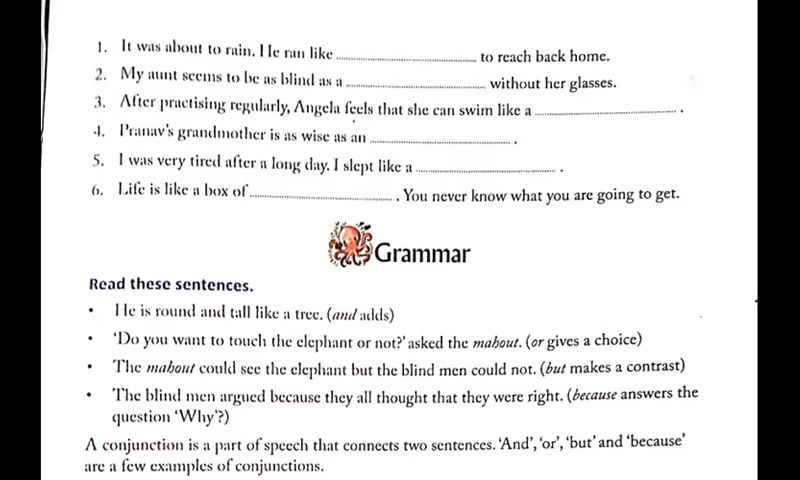 1. It was about to rain. He ran like ............................ to reach back home.
2. My aunt seems to be as blind as a ............................ without her glasses.
3. After practising regularly, Angela feels that she can swim like a ............................ .
4. Pranav's grandmother is as wise as an ............................ .
5. I was very tired after a long day. I slept like a ............................ .
6. Life is like a box of ............................ . You never know what you are going to get.
Grammar
Read these sentences.
• He is round and tall like a tree. (and adds)
• 'Do you want to touch the elephant or not?' asked the mahout. (or gives a choice)
• The mahout could see the elephant but the blind men could not. (but makes a contrast)
• The blind men argued because they all thought that they were right. (because answers the
question 'Why'?)
A conjunction is a part of speech that connects two sentences. 'And', 'or', 'but' and 'because'
are a few examples of conjunctions.